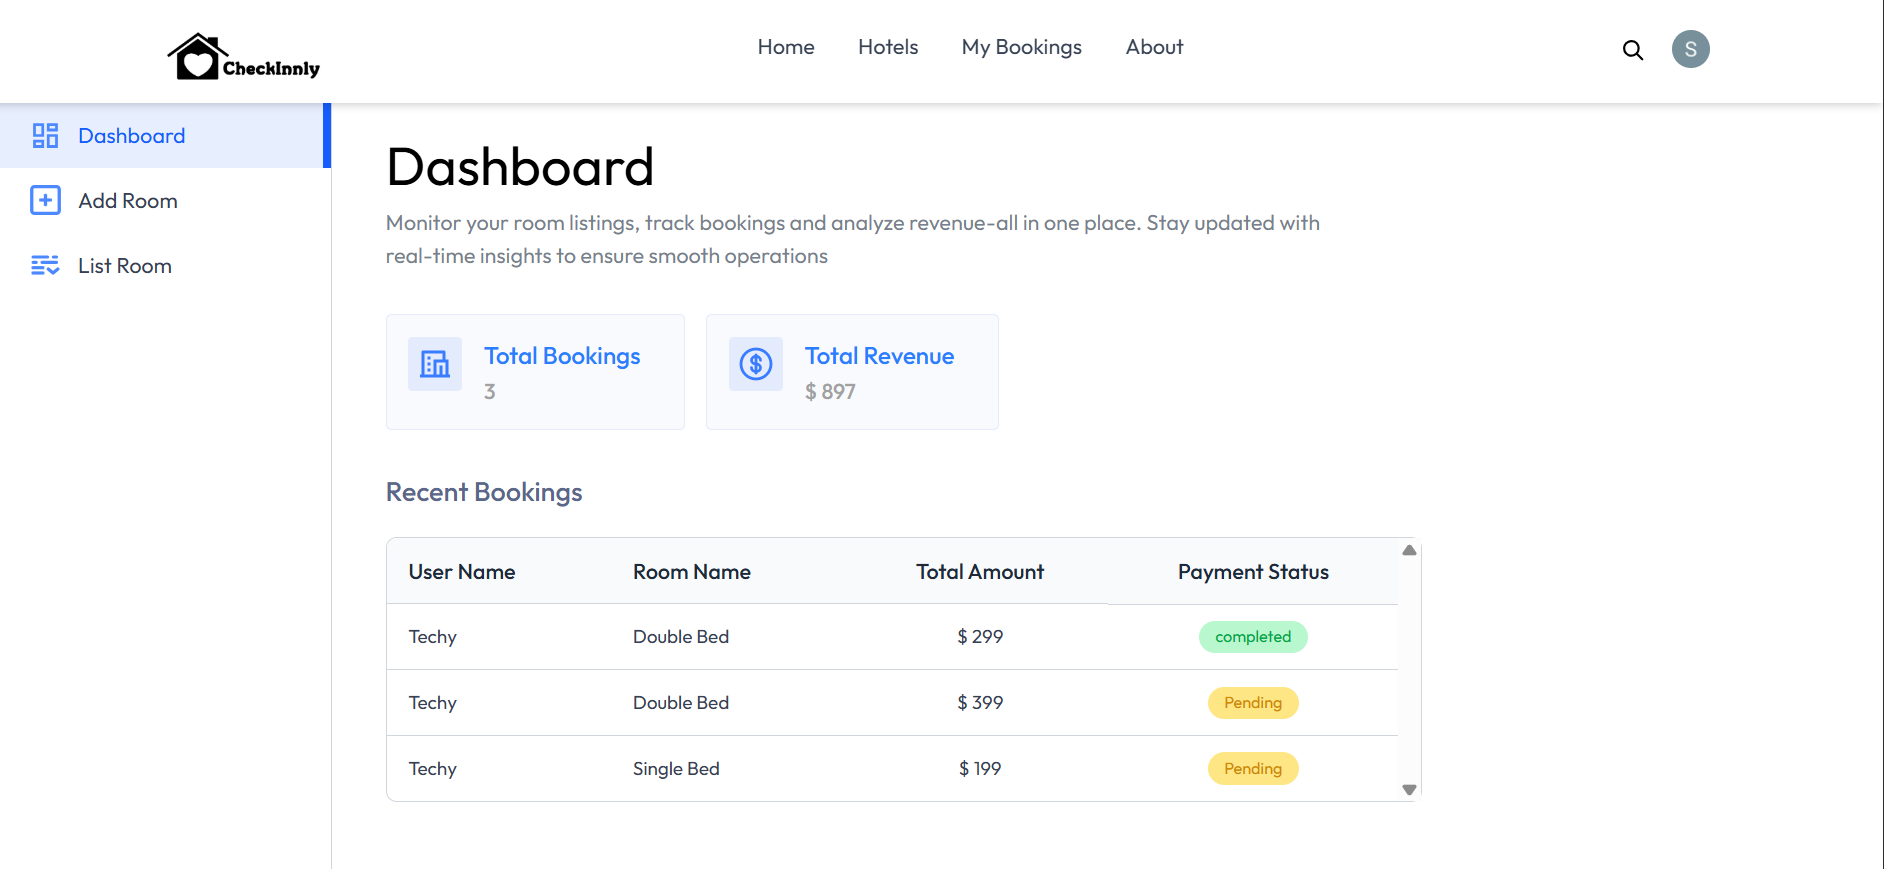 CheckInnly
Home Hotels My Bookings About
S
Dashboard
Add Room
List Room
Dashboard
Monitor your room listings, track bookings and analyze revenue-all in one place. Stay updated with
real-time insights to ensure smooth operations
Total Bookings
3
Total Revenue
$ 897
Recent Bookings
User Name Room Name Total Amount Payment Status
Techy Double Bed $ 299 completed
Techy Double Bed $ 399 Pending
Techy Single Bed $ 199 Pending